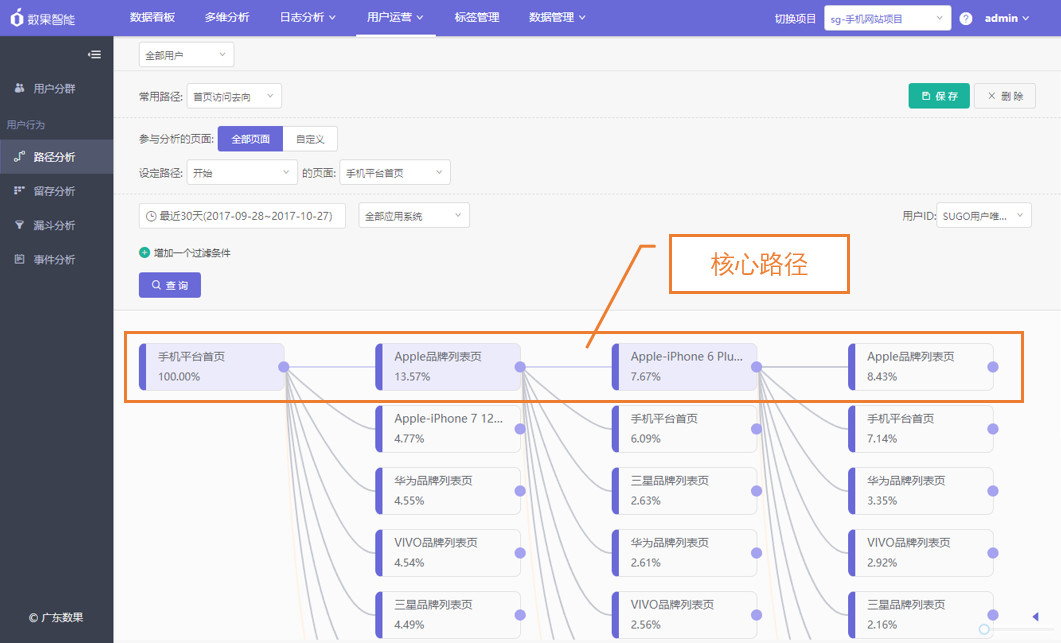 数果智能
数据看板 多维分析 日志分析 用户运营 标签管理 数据管理 切换项目 sg-手机网站项目 ? admin
全部用户
用户分群
常用路径: 首页访问去向 保存 删除
用户行为
参与分析的页面: 全部页面 自定义
路径分析
设定路径: 开始 的页面: 手机平台首页
留存分析
最近30天(2017-09-28~2017-10-27) 全部应用系统 用户ID: SUGO用户唯...
漏斗分析
增加一个过滤条件
事件分析
核心路径
查询
手机平台首页 Apple品牌列表页 Apple-iPhone 6 Plu... Apple品牌列表页
100.00% 13.57% 7.67% 8.43%
Apple-iPhone 7 12... 手机平台首页 手机平台首页
4.77% 6.09% 7.14%
华为品牌列表页 三星品牌列表页 华为品牌列表页
4.55% 2.63% 3.35%
VIVO品牌列表页 华为品牌列表页 VIVO品牌列表页
4.54% 2.61% 2.92%
三星品牌列表页 VIVO品牌列表页 三星品牌列表页
4.49% 2.56% 2.16%
© 广东数果